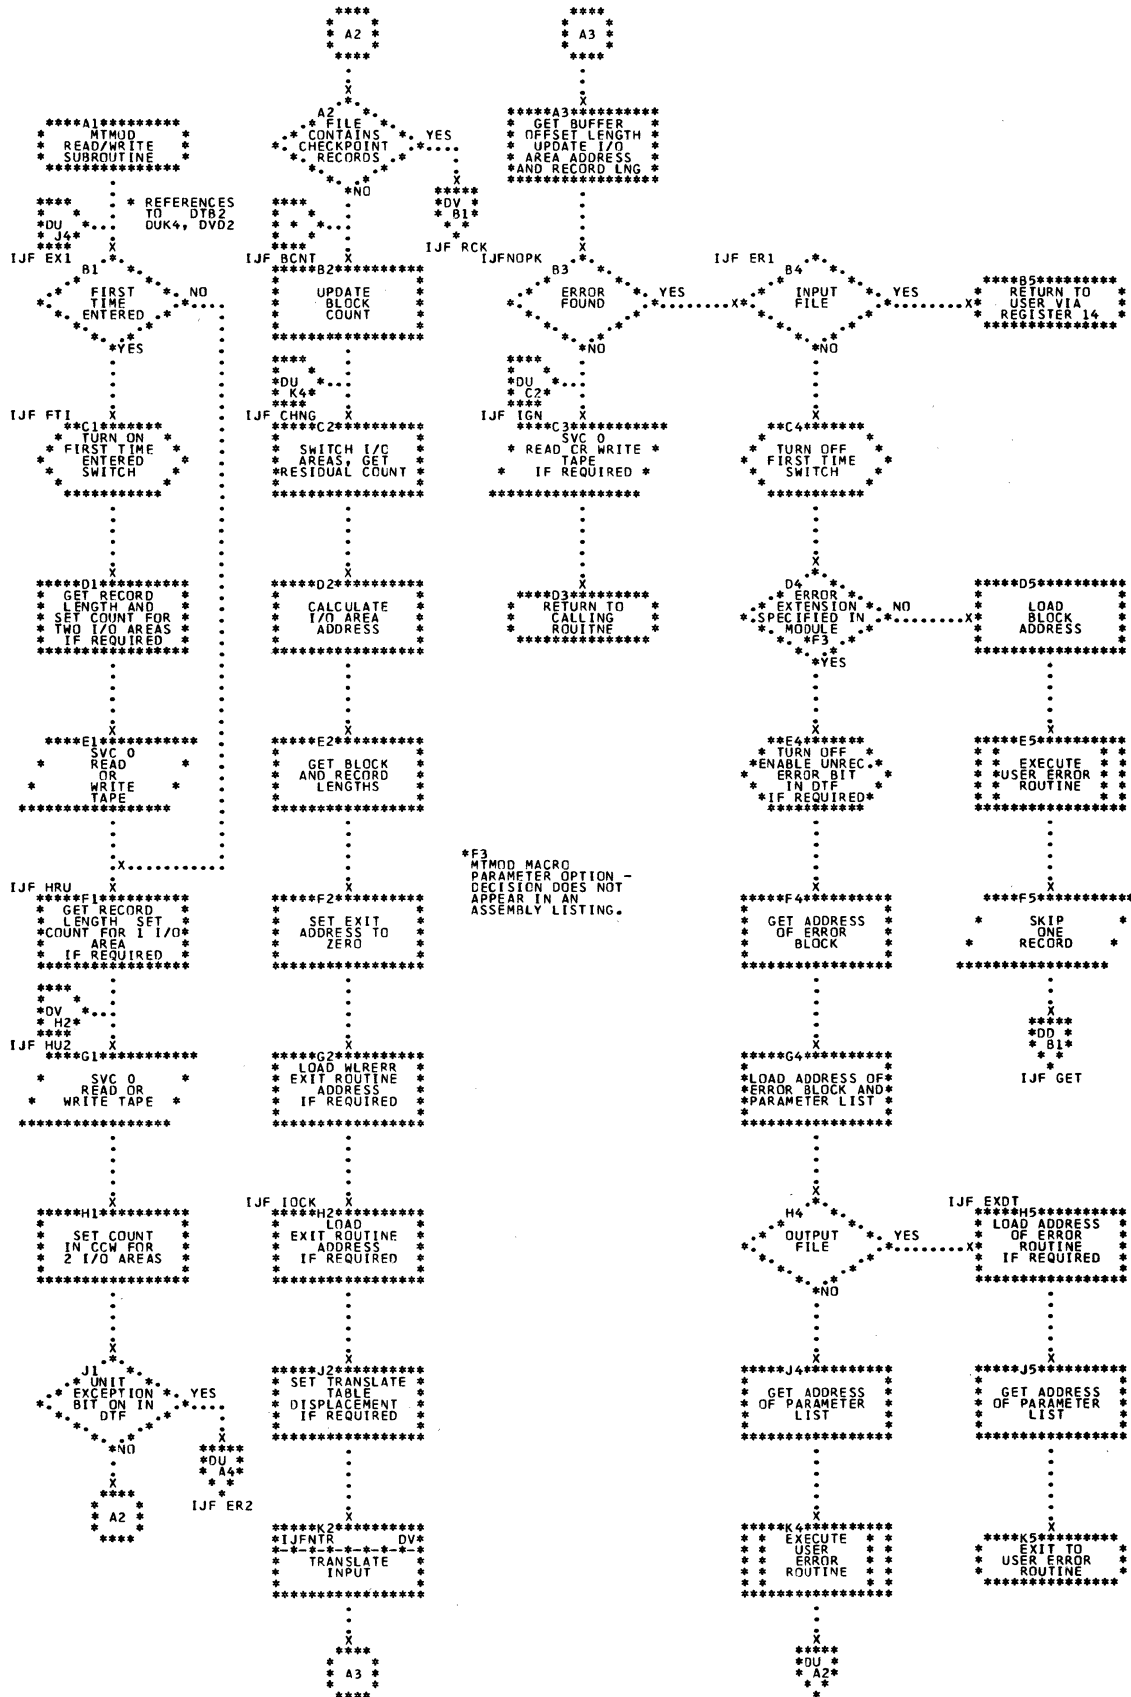 A2
A3
A1
MTMOD
READ/WRITE
SUBROUTINE
* REFERENCES
TO DTB2
DUK4, DVD2
DU
J4
IJF EX1
B1
FIRST
TIME
ENTERED
NO
YES
IJF FTI
C1
TURN ON
FIRST TIME
ENTERED
SWITCH
D1
GET RECORD
LENGTH AND
SET COUNT FOR
TWO I/O AREAS
IF REQUIRED
E1
SVC 0
READ
OR
WRITE
TAPE
IJF HRU
F1
GET RECORD
LENGTH SET
COUNT FOR 1 I/O
AREA
IF REQUIRED
DV
H2
IJF HU2
G1
SVC 0
READ OR
WRITE TAPE
H1
SET COUNT
IN CCW FOR
2 I/O AREAS
J1
UNIT
EXCEPTION
BIT ON IN
DTF
YES
NO
DU
A4
IJF ER2
A2
A2
FILE
CONTAINS
CHECKPOINT
RECORDS
YES
NO
DV
B1
IJF RCK
*
IJF BCNT
B2
UPDATE
BLOCK
COUNT
DU
K4
IJF CHNG
C2
SWITCH I/O
AREAS, GET
RESIDUAL COUNT
D2
CALCULATE
I/O AREA
ADDRESS
E2
GET BLOCK
AND RECORD
LENGTHS
F2
SET EXIT
ADDRESS TO
ZERO
G2
LOAD WLRERR
EXIT ROUTINE
ADDRESS
IF REQUIRED
IJF IOCK
H2
LOAD
EXIT ROUTINE
ADDRESS
IF REQUIRED
J2
SET TRANSLATE
TABLE
DISPLACEMENT
IF REQUIRED
K2
IJFNTR DV
TRANSLATE
INPUT
A3
A3
GET BUFFER
OFFSET LENGTH
UPDATE I/O
AREA ADDRESS
AND RECORD LNG
IJFNOPK
B3
ERROR
FOUND
YES
NO
DU
C2
IJF IGN
C3
SVC 0
READ CR WRITE
TAPE
IF REQUIRED
D3
RETURN TO
CALLING
ROUITNE
*F3
MTMOD MACRO
PARAMETER OPTION -
DECISION DOES NOT
APPEAR IN AN
ASSEMBLY LISTING.
IJF ER1
B4
INPUT
FILE
YES
NO
C4
TURN OFF
FIRST TIME
SWITCH
D4
ERROR
EXTENSION
SPECIFIED IN
MODULE
*F3
NO
YES
E4
TURN OFF
ENABLE UNREC.
ERROR BIT
IN DTF
IF REQUIRED
F4
GET ADDRESS
OF ERROR
BLOCK
G4
LOAD ADDRESS OF
ERROR BLOCK AND
PARAMETER LIST
H4
OUTPUT
FILE
YES
NO
J4
GET ADDRESS
OF PARAMETER
LIST
K4
EXECUTE
USER
ERROR
ROUTINE
DU
A2
B5
RETURN TO
USER VIA
REGISTER 14
D5
LOAD
BLOCK
ADDRESS
E5
EXECUTE
USER ERROR
ROUTINE
F5
SKIP
ONE
RECORD
DD
B1
IJF GET
IJF EXDT
H5
LOAD ADDRESS
OF ERROR
ROUTINE
IF REQUIRED
J5
GET ADDRESS
OF PARAMETER
LIST
K5
EXIT TO
USER ERROR
ROUTINE